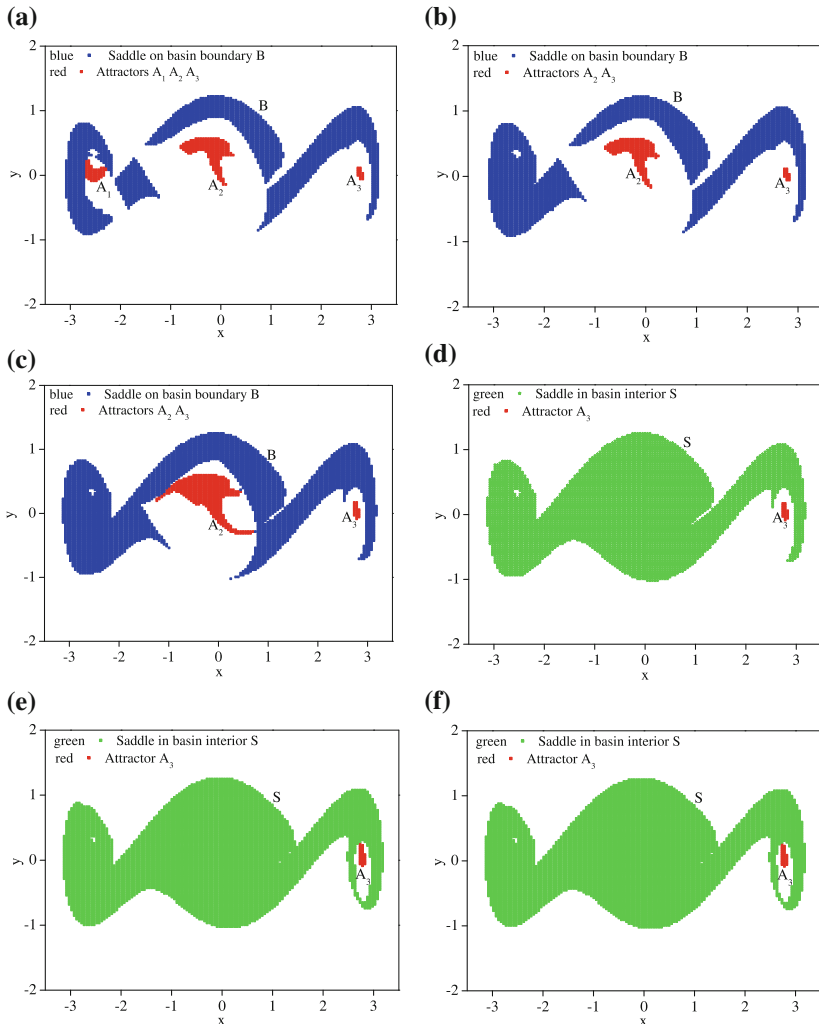 (a)
blue ▪ Saddle on basin boundary B
red ▪ Attractors A₁ A₂ A₃
B
A₁
A₂
A₃
2
1
0
-1
-2
y
-3 -2 -1 0 1 2 3
x
(b)
blue ▪ Saddle on basin boundary B
red ▪ Attractors A₂ A₃
B
A₂
A₃
2
1
0
-1
-2
y
-3 -2 -1 0 1 2 3
x
(c)
blue ▪ Saddle on basin boundary B
red ▪ Attractors A₂ A₃
B
A₂
A₃
2
1
0
-1
-2
y
-3 -2 -1 0 1 2 3
x
(d)
green ▪ Saddle in basin interior S
red ▪ Attractor A₃
S
A₃
2
1
0
-1
-2
y
-3 -2 -1 0 1 2 3
x
(e)
green ▪ Saddle in basin interior S
red ▪ Attractor A₃
S
A₃
2
1
0
-1
-2
y
-3 -2 -1 0 1 2 3
x
(f)
green ▪ Saddle in basin interior S
red ▪ Attractor A₃
S
A₃
2
1
0
-1
-2
y
-3 -2 -1 0 1 2 3
x